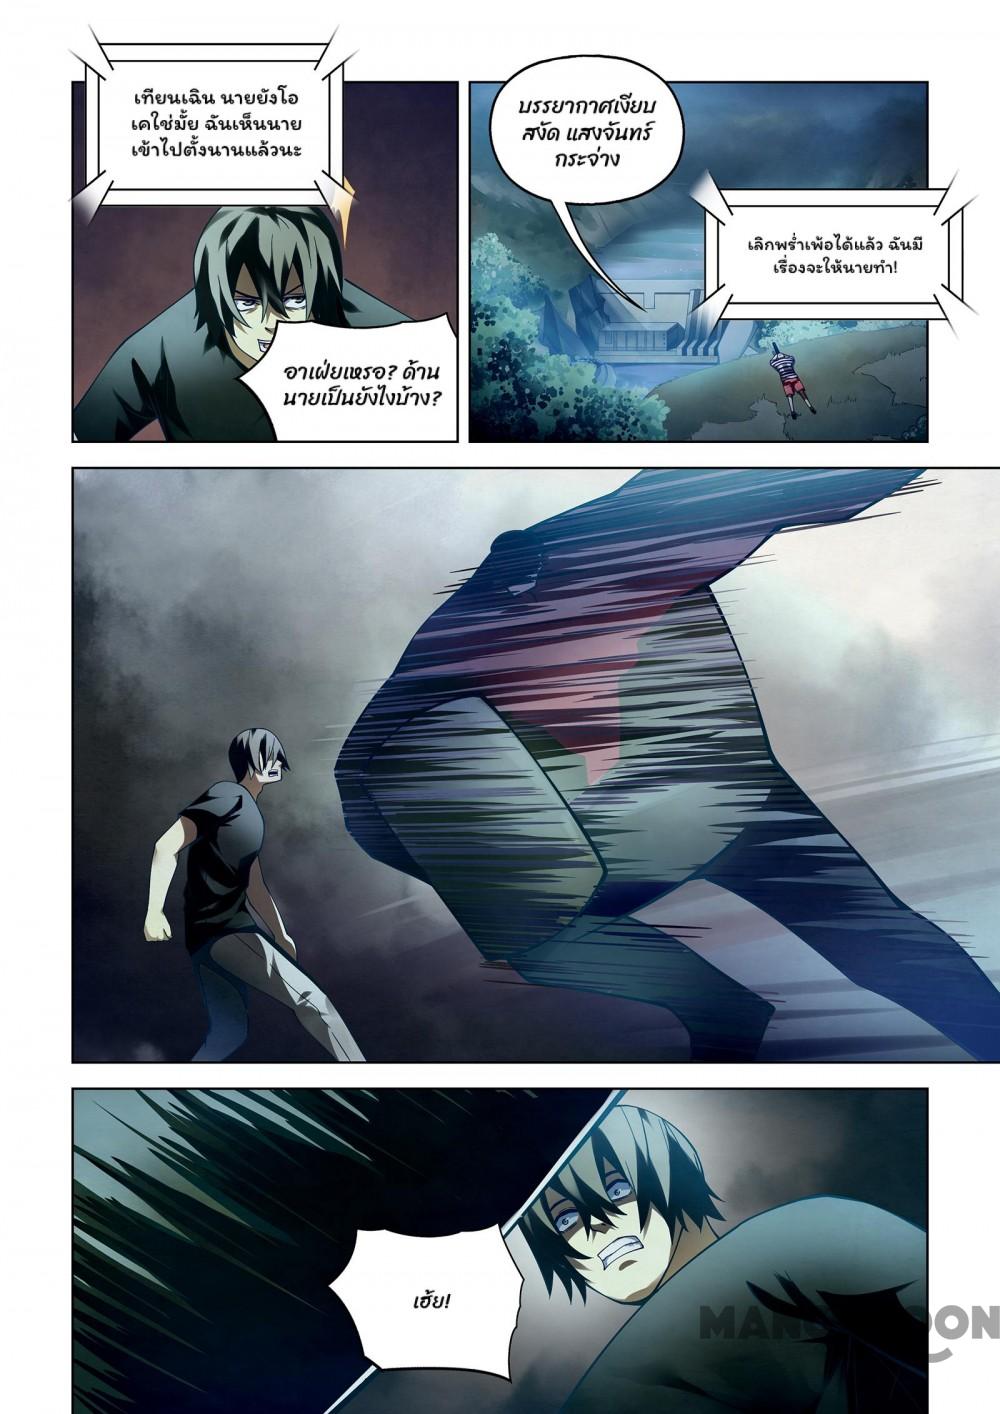 เทียนเฉิน นายยังโอ
เคใช่มั้ย ฉันเห็นนาย
เข้าไปตั้งนานแล้วนะ
อาเฝยเหรอ? ด้าน
นายเป็นยังไงบ้าง?
บรรยากาศเงียบ
สงัด แสงจันทร์
กระจ่าง
เลิกพร่ำเพ้อได้แล้ว ฉันมี
เรื่องจะให้นายทำ!
เฮ้ย!